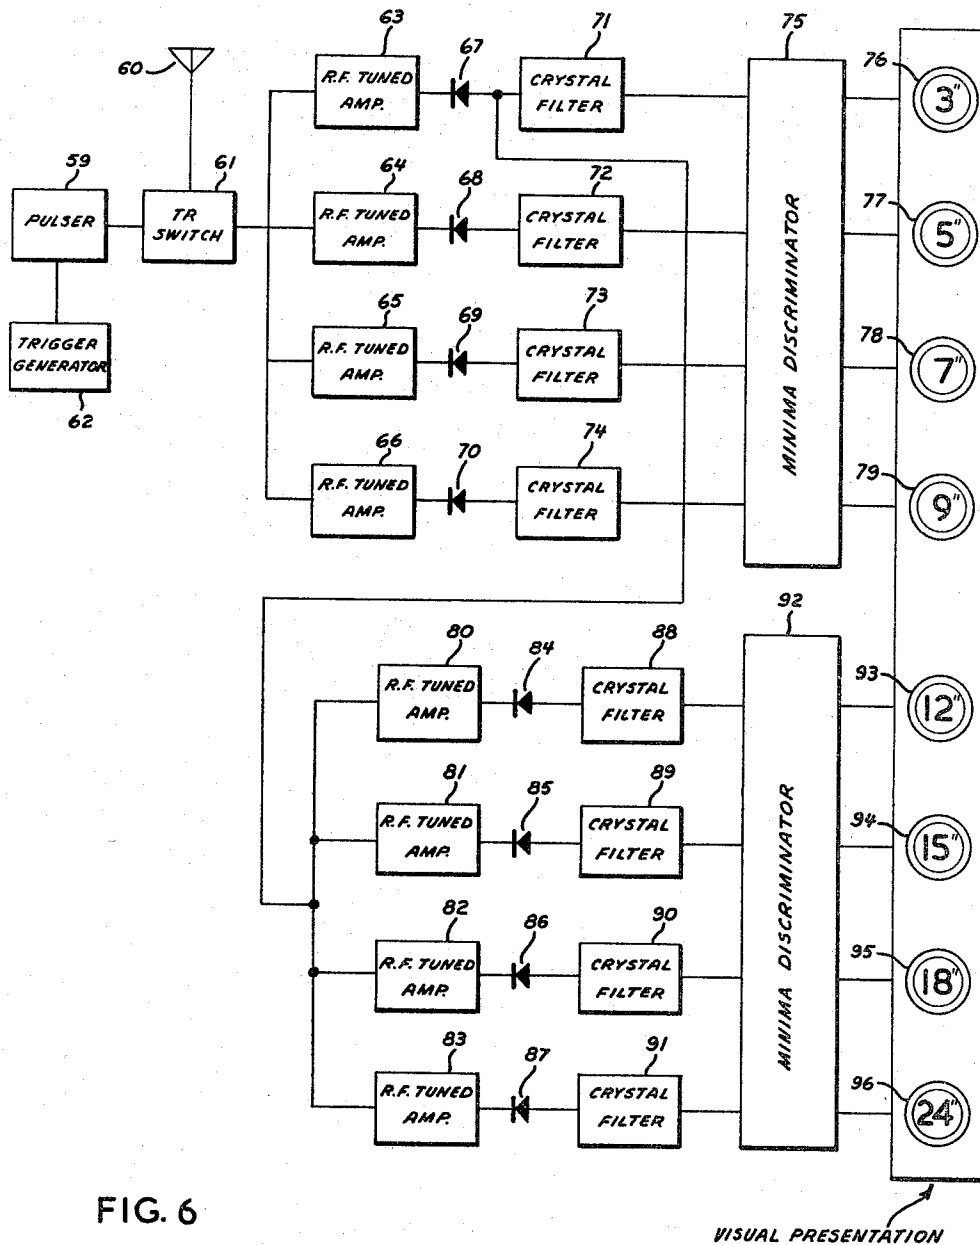 63
67
71
75
60
R.F. TUNED
AMP.
CRYSTAL
FILTER
76
3"
59
61
64
68
72
77
PULSER
TR
SWITCH
R.F. TUNED
AMP.
CRYSTAL
FILTER
5"
65
69
73
78
TRIGGER
GENERATOR
62
R.F. TUNED
AMP.
CRYSTAL
FILTER
7"
MINIMA DISCRIMINATOR
66
70
74
79
R.F. TUNED
AMP.
CRYSTAL
FILTER
9"
92
80
84
88
93
R.F. TUNED
AMP.
CRYSTAL
FILTER
12"
81
85
89
94
R.F. TUNED
AMP.
CRYSTAL
FILTER
15"
MINIMA DISCRIMINATOR
82
86
90
95
R.F. TUNED
AMP.
CRYSTAL
FILTER
18"
83
87
91
96
R.F. TUNED
AMP.
CRYSTAL
FILTER
24"
FIG. 6
VISUAL PRESENTATION